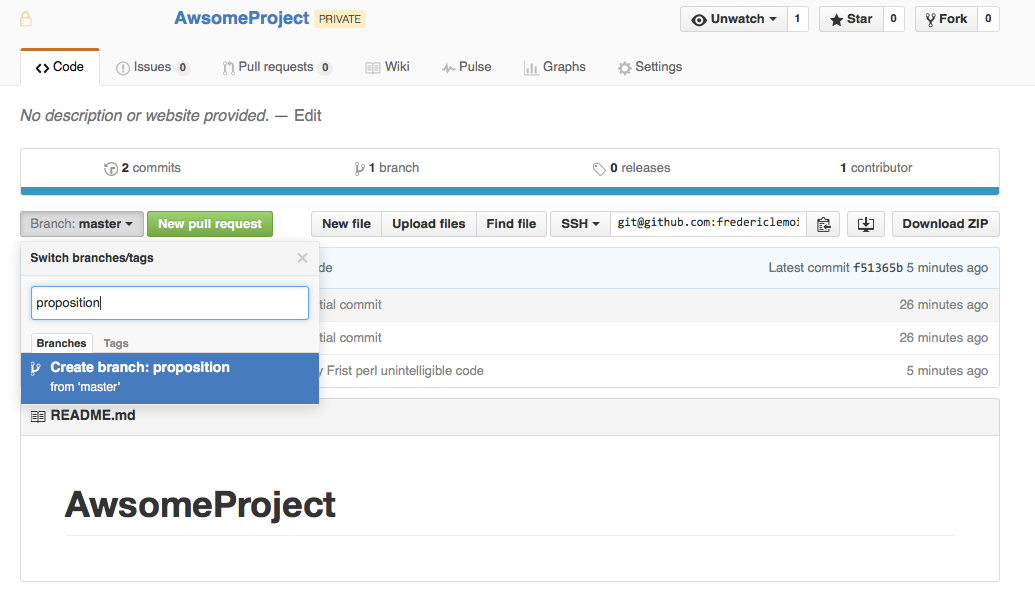 AwsomeProject PRIVATE Unwatch 1 Star 0 Fork 0
Code Issues 0 Pull requests 0 Wiki Pulse Graphs Settings
No description or website provided. — Edit
2 commits 1 branch 0 releases 1 contributor
Branch: master New pull request New file Upload files Find file SSH git@github.com:fredericlemoi Download ZIP
Switch branches/tags
de Latest commit f51365b 5 minutes ago
proposition
tial commit 26 minutes ago
tial commit 26 minutes ago
Branches Tags
Create branch: proposition
from 'master'
y Frist perl unintelligible code 5 minutes ago
README.md
AwsomeProject